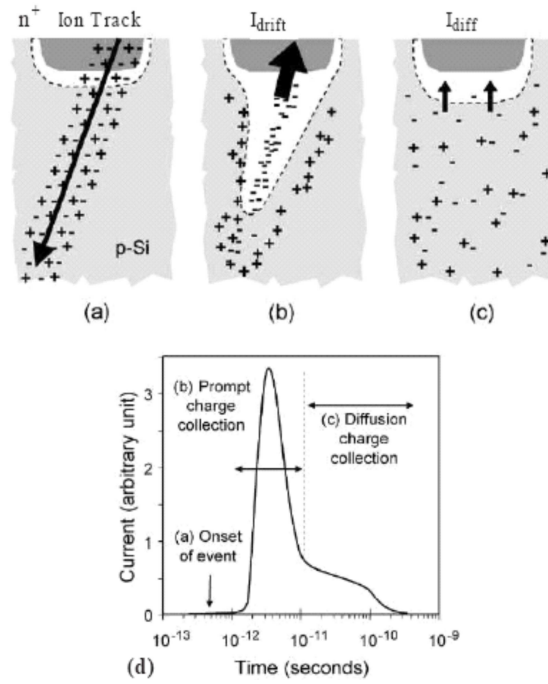 n+ Ion Track
Idrift
Idiff
p-Si
(a)
(b)
(c)
Current (arbitrary unit)
3
2
1
0
(b) Prompt
charge
collection
(c) Diffusion
charge
collection
(a) Onset
of event
10-13
10-12
10-11
10-10
10-9
(d)
Time (seconds)